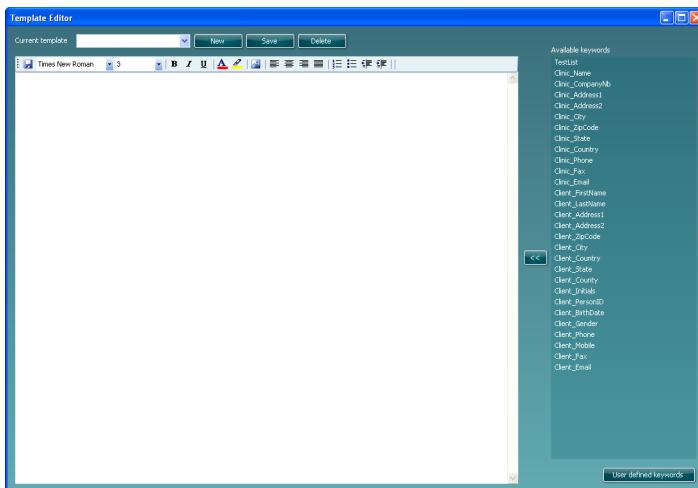 Template Editor
Current template
New
Save
Delete
Times New Roman
3
B I U A
Available keywords
TestList
Clinic_Name
Clinic_CompanyNb
Clinic_Address1
Clinic_Address2
Clinic_City
Clinic_ZipCode
Clinic_State
Clinic_Country
Clinic_Phone
Clinic_Fax
Clinic_Email
Client_FirstName
Client_LastName
Client_Address1
Client_Address2
Client_ZipCode
Client_City
Client_Country
Client_State
Client_County
Client_Initials
Client_PersonID
Client_BirthDate
Client_Gender
Client_Phone
Client_Mobile
Client_Fax
Client_Email
<<
User defined keywords